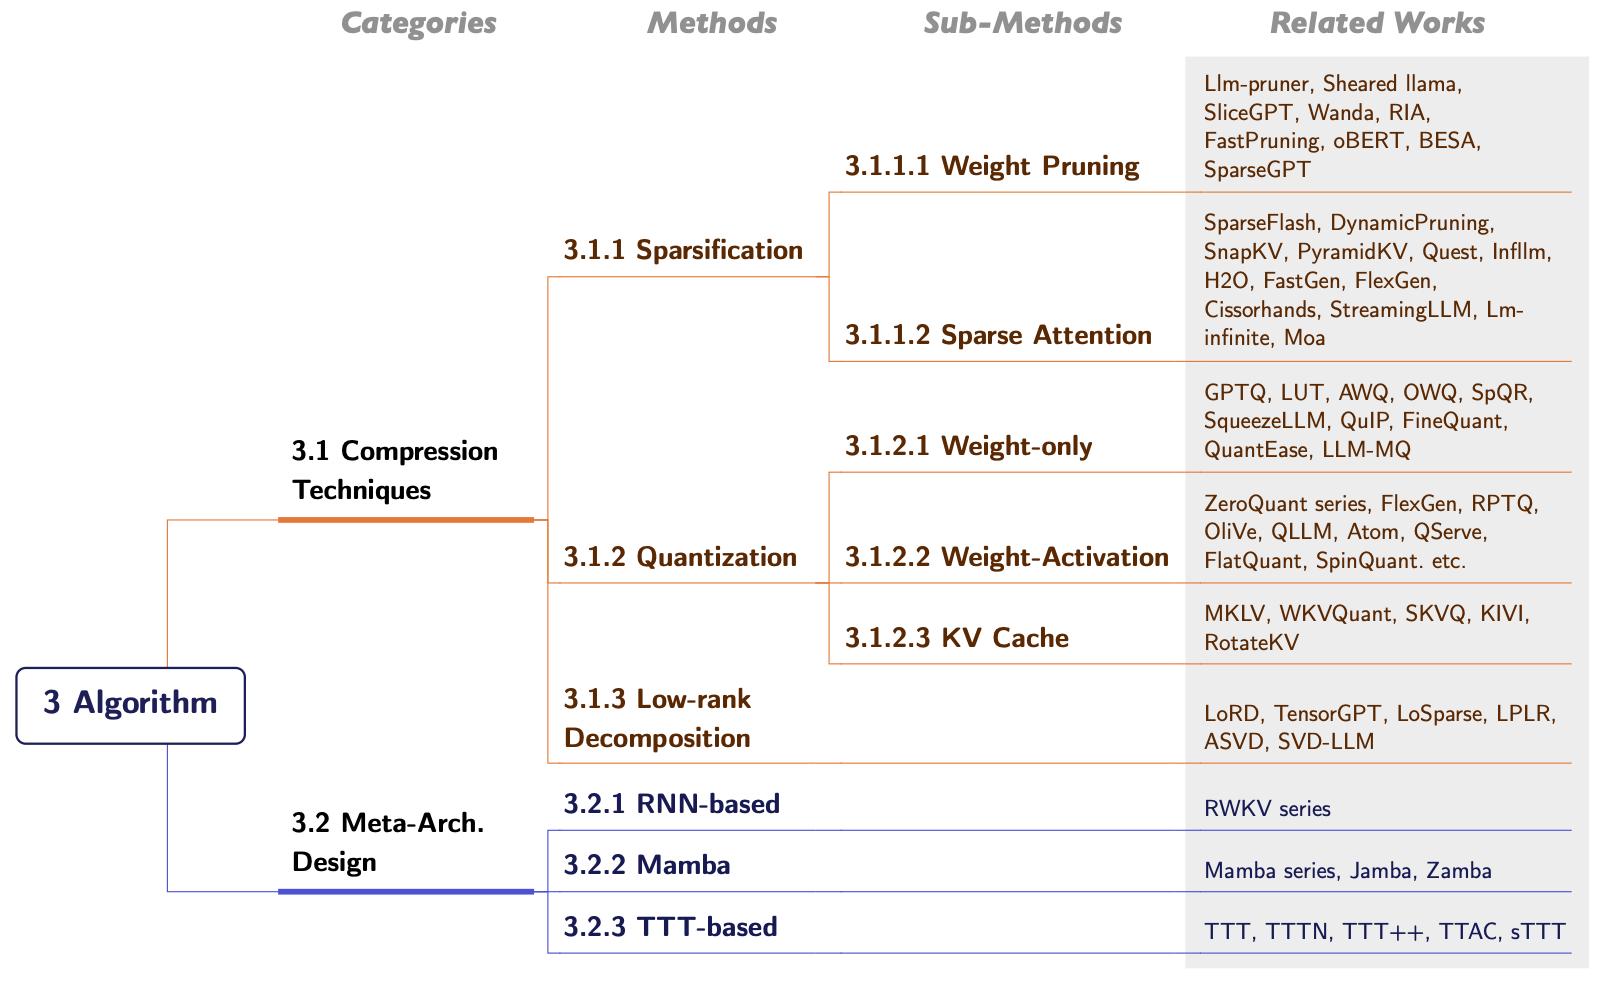 Categories
Methods
Sub-Methods
Related Works
Llm-pruner, Sheared llama,
SliceGPT, Wanda, RIA,
FastPruning, oBERT, BESA,
SparseGPT
3.1.1.1 Weight Pruning
SparseFlash, DynamicPruning,
SnapKV, PyramidKV, Quest, Infllm,
H2O, FastGen, FlexGen,
Cissorhands, StreamingLLM, Lm-
infinite, Moa
3.1.1 Sparsification
3.1.1.2 Sparse Attention
GPTQ, LUT, AWQ, OWQ, SpQR,
SqueezeLLM, QuIP, FineQuant,
QuantEase, LLM-MQ
3.1.2.1 Weight-only
3.1 Compression
Techniques
ZeroQuant series, FlexGen, RPTQ,
OliVe, QLLM, Atom, QServe,
FlatQuant, SpinQuant. etc.
3.1.2 Quantization
3.1.2.2 Weight-Activation
MKLV, WKVQuant, SKVQ, KIVI,
RotateKV
3.1.2.3 KV Cache
3 Algorithm
3.1.3 Low-rank
Decomposition
LoRD, TensorGPT, LoSparse, LPLR,
ASVD, SVD-LLM
3.2.1 RNN-based
RWKV series
3.2 Meta-Arch.
Design
3.2.2 Mamba
Mamba series, Jamba, Zamba
3.2.3 TTT-based
TTT, TTTN, TTT++, TTAC, sTTT